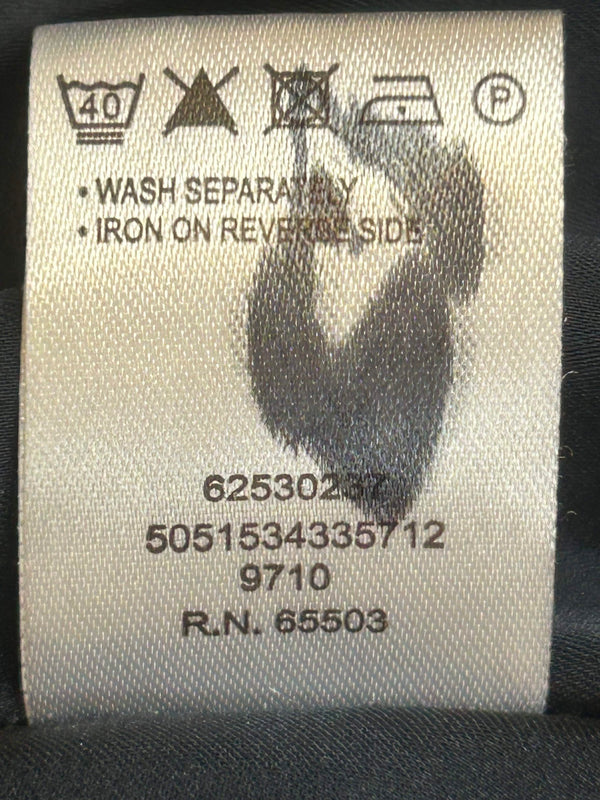 40
P
• WASH SEPARATELY
• IRON ON REVERSE SIDE
62530237
5051534335712
9710
R.N. 65503